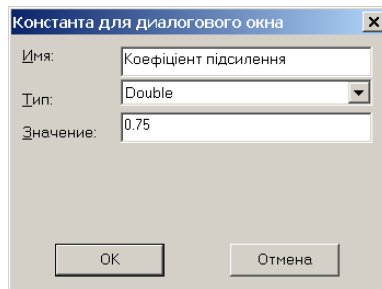 Константа для диалогового окна
Имя: Коефіцієнт підсилення
Тип: Double
Значение: 0.75
OK Отмена